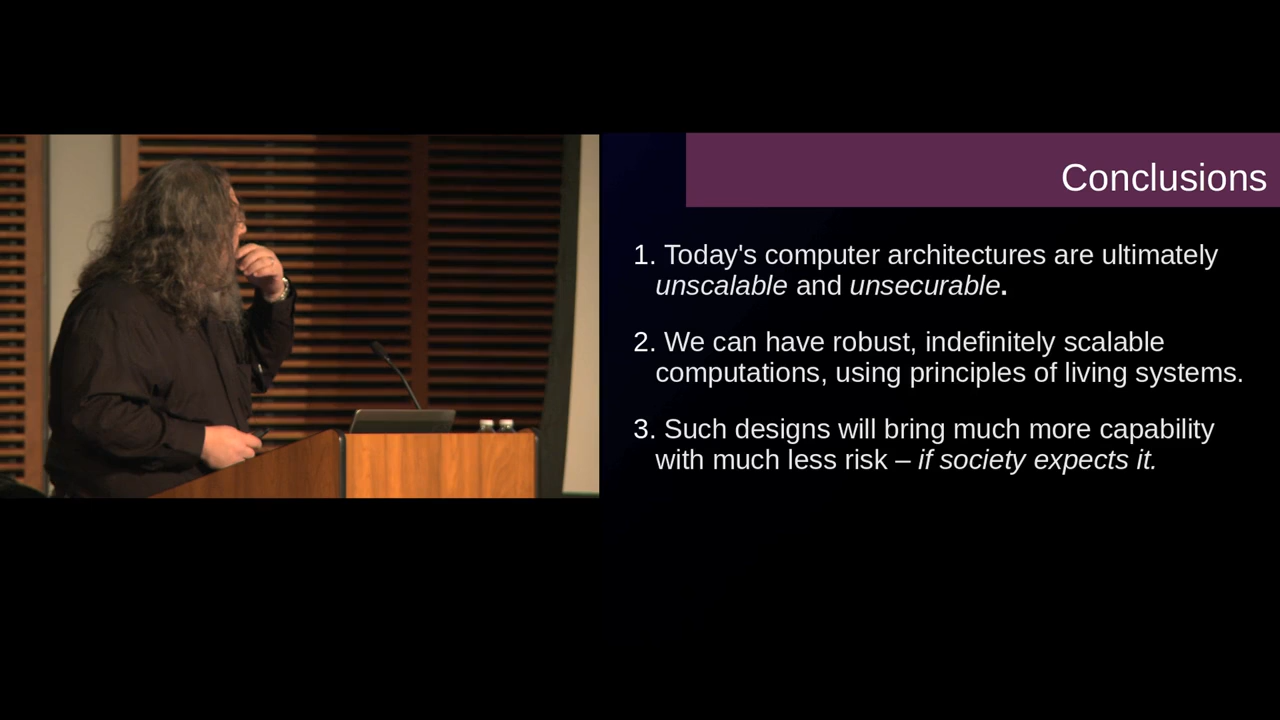 Conclusions
1. Today's computer architectures are ultimately
unscalable and unsecurable.
2. We can have robust, indefinitely scalable
computations, using principles of living systems.
3. Such designs will bring much more capability
with much less risk – if society expects it.